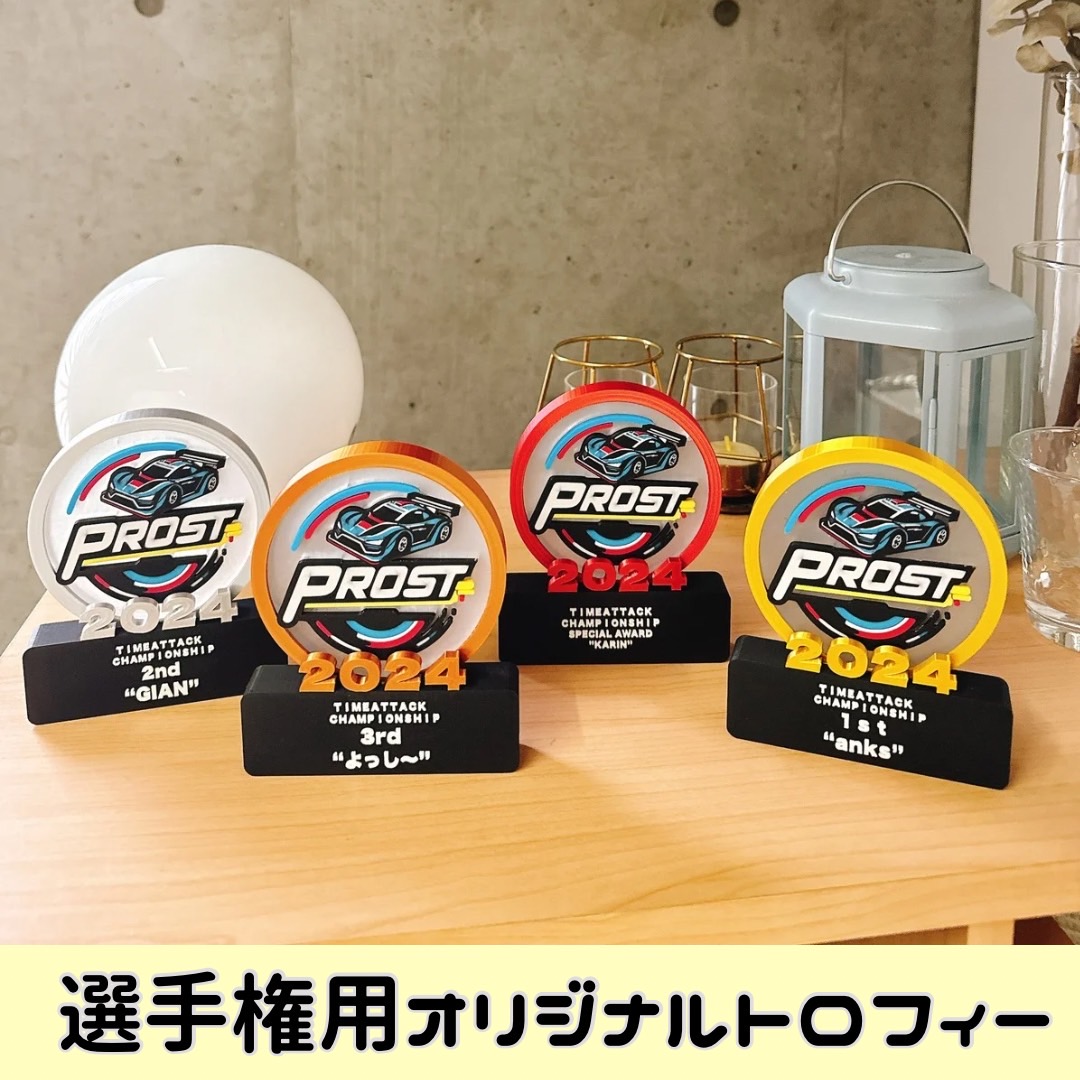 PROST
2024
TIMEATTACK
CHAMPIONSHIP
2nd
“GIAN”
PROST
2024
TIMEATTACK
CHAMPIONSHIP
3rd
“よっし〜”
PROST
2024
TIMEATTACK
CHAMPIONSHIP
SPECIAL AWARD
"KARIN"
PROST
2024
TIMEATTACK
CHAMPIONSHIP
1st
“anks”
選手権用オリジナルトロフィー